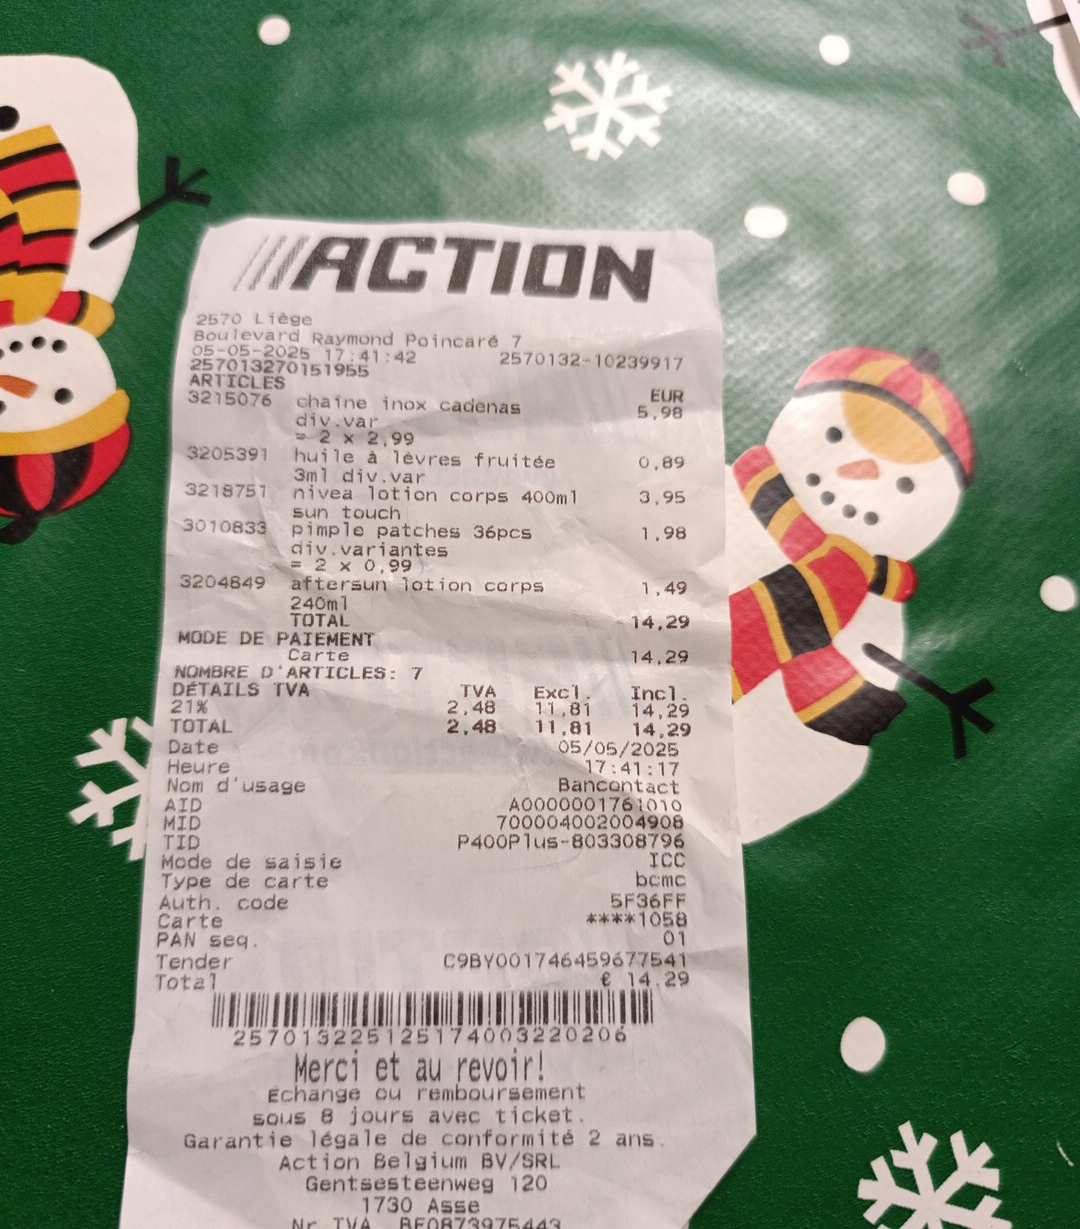 ACTION
2570 Liège
Boulevard Raymond Poincaré 7
05-05-2025 17:41:42 2570132-10239917
257013270151955
ARTICLES EUR
3215076 chaîne inox cadenas 5,98
div.var
= 2 x 2,99
3205391 huile à lèvres fruitée 0,89
3ml div.var
3218751 nivea lotion corps 400ml 3,95
sun touch
3010833 pimple patches 36pcs 1,98
div.variantes
= 2 x 0,99
3204849 aftersun lotion corps 1,49
240ml
TOTAL 14,29
MODE DE PAIEMENT
Carte 14,29
NOMBRE D'ARTICLES: 7
DÉTAILS TVA TVA Excl. Incl.
21% 2,48 11,81 14,29
TOTAL 2,48 11,81 14,29
Date 05/05/2025
Heure 17:41:17
Nom d'usage Bancontact
AID A0000001761010
MID 700004002004908
TID P400Plus-803308796
Mode de saisie ICC
Type de carte bcmc
Auth. code 5F36FF
Carte ****1058
PAN seq. 01
Tender C9BY001746459677541
Total € 14.29
2570132251251740032202​06
Merci et au revoir!
Échange ou remboursement
sous 8 jours avec ticket.
Garantie légale de conformité 2 ans.
Action Belgium BV/SRL
Gentsesteenweg 120
1730 Asse
Nr TVA BE0873975443